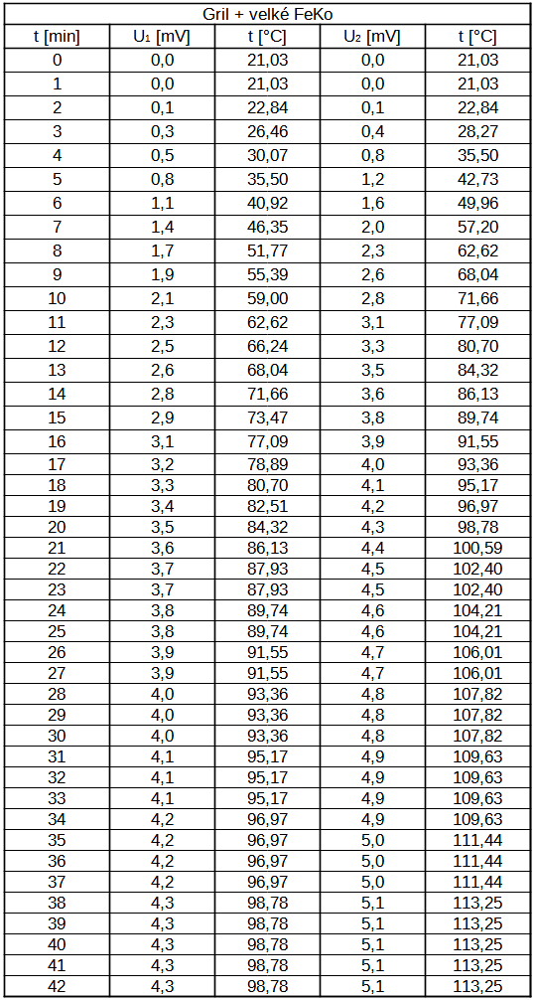 Gril + velké FeKo
t [min] U₁ [mV] t [°C] U₂ [mV] t [°C]
0 0,0 21,03 0,0 21,03
1 0,0 21,03 0,0 21,03
2 0,1 22,84 0,1 22,84
3 0,3 26,46 0,4 28,27
4 0,5 30,07 0,8 35,50
5 0,8 35,50 1,2 42,73
6 1,1 40,92 1,6 49,96
7 1,4 46,35 2,0 57,20
8 1,7 51,77 2,3 62,62
9 1,9 55,39 2,6 68,04
10 2,1 59,00 2,8 71,66
11 2,3 62,62 3,1 77,09
12 2,5 66,24 3,3 80,70
13 2,6 68,04 3,5 84,32
14 2,8 71,66 3,6 86,13
15 2,9 73,47 3,8 89,74
16 3,1 77,09 3,9 91,55
17 3,2 78,89 4,0 93,36
18 3,3 80,70 4,1 95,17
19 3,4 82,51 4,2 96,97
20 3,5 84,32 4,3 98,78
21 3,6 86,13 4,4 100,59
22 3,7 87,93 4,5 102,40
23 3,7 87,93 4,5 102,40
24 3,8 89,74 4,6 104,21
25 3,8 89,74 4,6 104,21
26 3,9 91,55 4,7 106,01
27 3,9 91,55 4,7 106,01
28 4,0 93,36 4,8 107,82
29 4,0 93,36 4,8 107,82
30 4,0 93,36 4,8 107,82
31 4,1 95,17 4,9 109,63
32 4,1 95,17 4,9 109,63
33 4,1 95,17 4,9 109,63
34 4,2 96,97 4,9 109,63
35 4,2 96,97 5,0 111,44
36 4,2 96,97 5,0 111,44
37 4,2 96,97 5,0 111,44
38 4,3 98,78 5,1 113,25
39 4,3 98,78 5,1 113,25
40 4,3 98,78 5,1 113,25
41 4,3 98,78 5,1 113,25
42 4,3 98,78 5,1 113,25